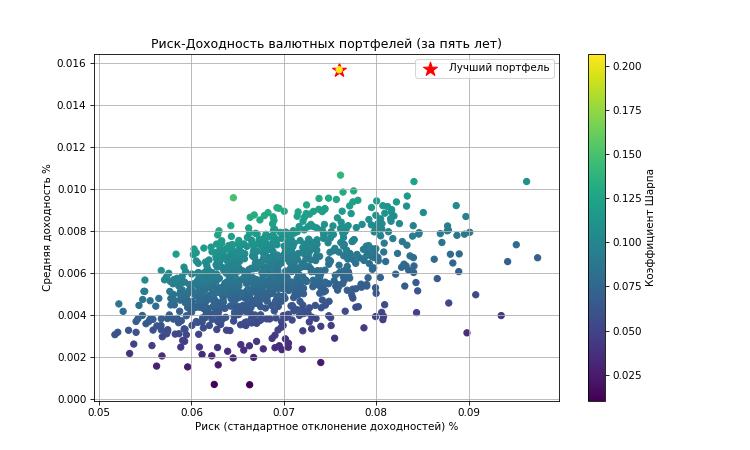 Риск-Доходность валютных портфелей (за пять лет)
Лучший портфель
Средняя доходность %
0.016
0.014
0.012
0.010
0.008
0.006
0.004
0.002
0.000
0.05 0.06 0.07 0.08 0.09
Риск (стандартное отклонение доходностей) %
0.200
0.175
0.150
0.125
0.100
0.075
0.050
0.025
Коэффициент Шарпа